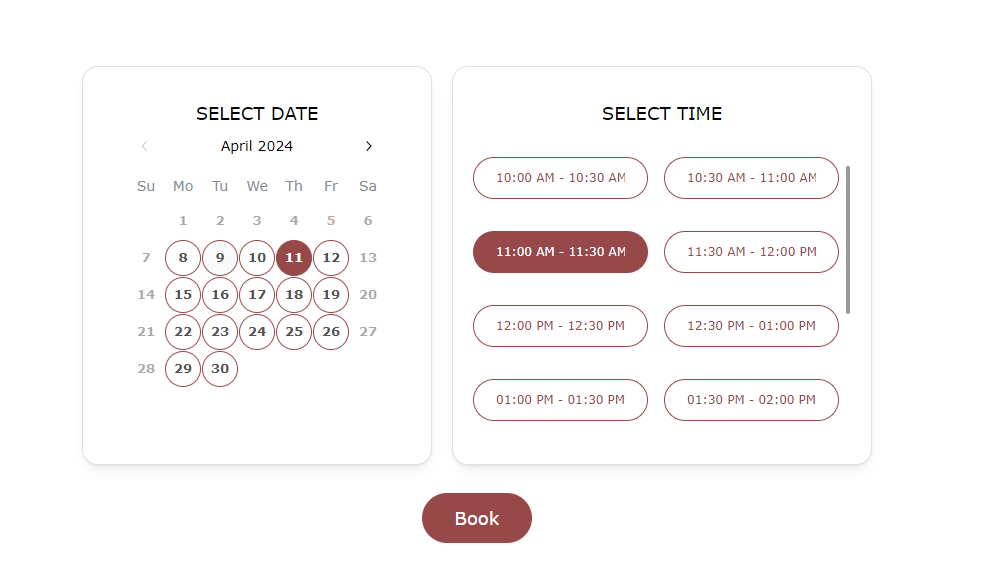 SELECT DATE
April 2024
Su Mo Tu We Th Fr Sa
1 2 3 4 5 6
7 8 9 10 11 12 13
14 15 16 17 18 19 20
21 22 23 24 25 26 27
28 29 30
SELECT TIME
10:00 AM - 10:30 AM 10:30 AM - 11:00 AM
11:00 AM - 11:30 AM 11:30 AM - 12:00 PM
12:00 PM - 12:30 PM 12:30 PM - 01:00 PM
01:00 PM - 01:30 PM 01:30 PM - 02:00 PM
Book